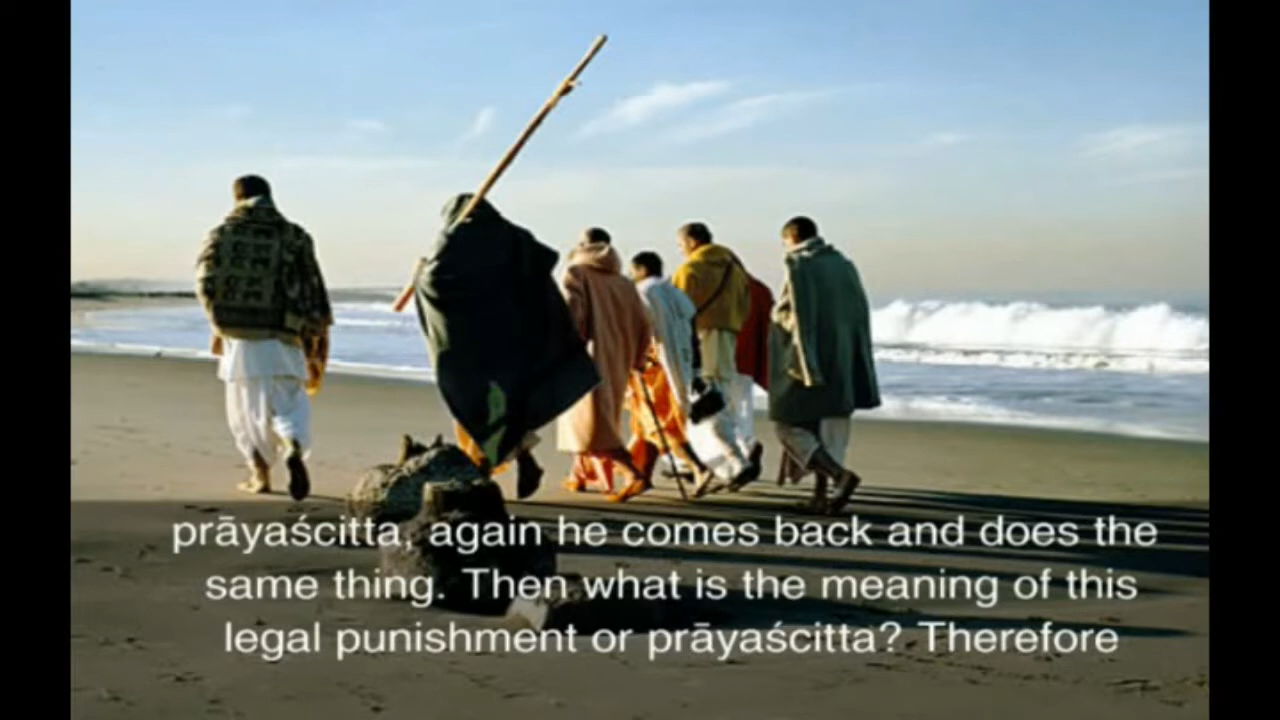 prāyaścitta, again he comes back and does the
same thing. Then what is the meaning of this
legal punishment or prāyaścitta? Therefore